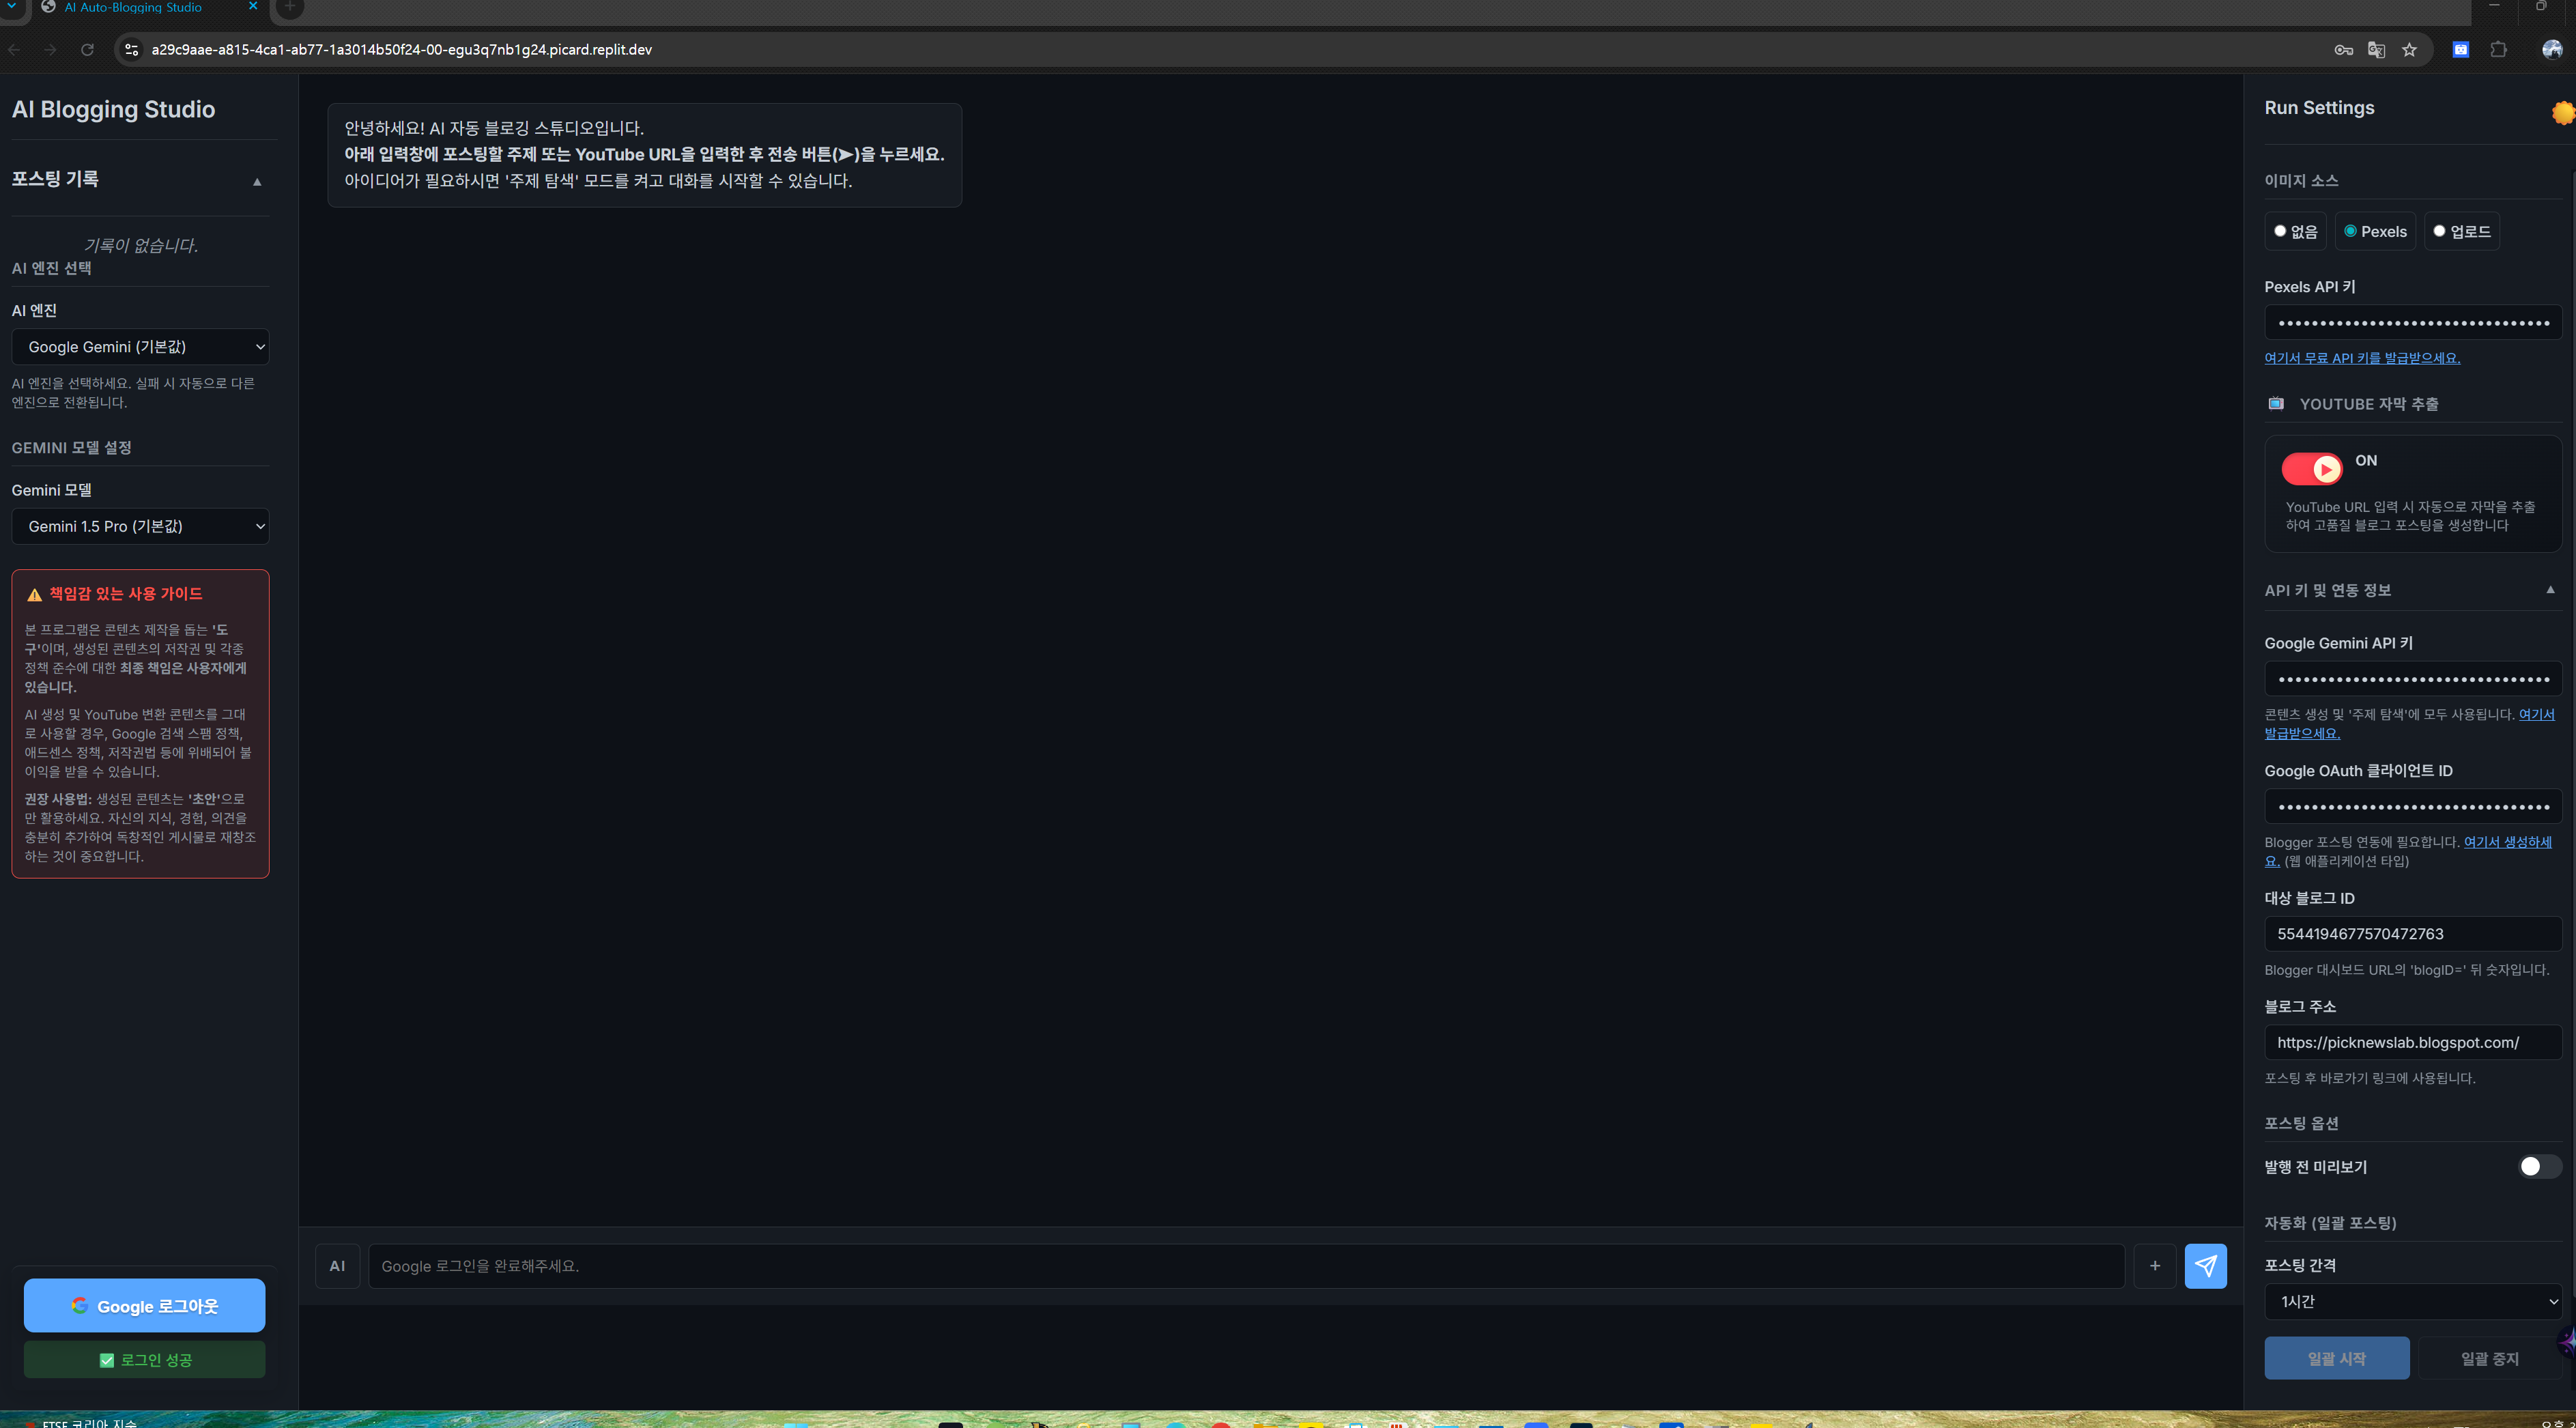 AI Auto-Blogging Studio
a29c9aae-a815-4ca1-ab77-1a3014b50f24-00-egu3q7nb1g24.picard.replit.dev
AI Blogging Studio
포스팅 기록
▲
기록이 없습니다.
AI 엔진 선택
AI 엔진
Google Gemini (기본값)
AI 엔진을 선택하세요. 실패 시 자동으로 다른
엔진으로 전환됩니다.
GEMINI 모델 설정
Gemini 모델
Gemini 1.5 Pro (기본값)
⚠️ 책임감 있는 사용 가이드
본 프로그램은 콘텐츠 제작을 돕는 '도
구'이며, 생성된 콘텐츠의 저작권 및 각종
정책 준수에 대한 최종 책임은 사용자에게
있습니다.
AI 생성 및 YouTube 변환 콘텐츠를 그대
로 사용할 경우, Google 검색 스팸 정책,
애드센스 정책, 저작권법 등에 위배되어 불
이익을 받을 수 있습니다.
권장 사용법: 생성된 콘텐츠는 '초안'으로
만 활용하세요. 자신의 지식, 경험, 의견을
충분히 추가하여 독창적인 게시물로 재창조
하는 것이 중요합니다.
Google 로그아웃
✅ 로그인 성공
안녕하세요! AI 자동 블로깅 스튜디오입니다.
아래 입력창에 포스팅할 주제 또는 YouTube URL을 입력한 후 전송 버튼(➤)을 누르세요.
아이디어가 필요하시면 '주제 탐색' 모드를 켜고 대화를 시작할 수 있습니다.
AI
Google 로그인을 완료해주세요.
+
Run Settings
이미지 소스
없음
Pexels
업로드
Pexels API 키
••••••••••••••••••••••••••••••••
여기서 무료 API 키를 발급받으세요.
📺 YOUTUBE 자막 추출
ON
YouTube URL 입력 시 자동으로 자막을 추출
하여 고품질 블로그 포스팅을 생성합니다
API 키 및 연동 정보
▲
Google Gemini API 키
••••••••••••••••••••••••••••••••
콘텐츠 생성 및 '주제 탐색'에 모두 사용됩니다. 여기서
발급받으세요.
Google OAuth 클라이언트 ID
••••••••••••••••••••••••••••••••
Blogger 포스팅 연동에 필요합니다. 여기서 생성하세
요. (웹 애플리케이션 타입)
대상 블로그 ID
5544194677570472763
Blogger 대시보드 URL의 'blogID=' 뒤 숫자입니다.
블로그 주소
https://picknewslab.blogspot.com/
포스팅 후 바로가기 링크에 사용됩니다.
포스팅 옵션
발행 전 미리보기
자동화 (일괄 포스팅)
포스팅 간격
1시간
일괄 시작
일괄 중지
FTSE 코리아 지수